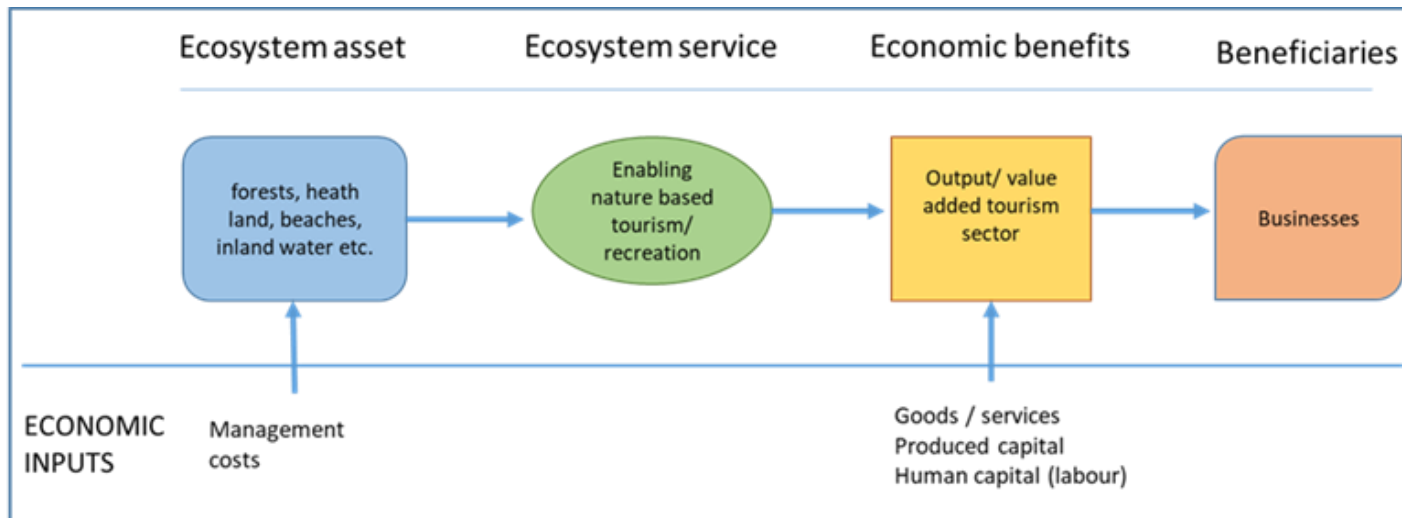 Ecosystem asset
Ecosystem service
Economic benefits
Beneficiaries
forests, heath
land, beaches,
inland water etc.
Enabling
nature based
tourism/
recreation
Output/ value
added tourism
sector
Businesses
ECONOMIC
INPUTS
Management
costs
Goods / services
Produced capital
Human capital (labour)